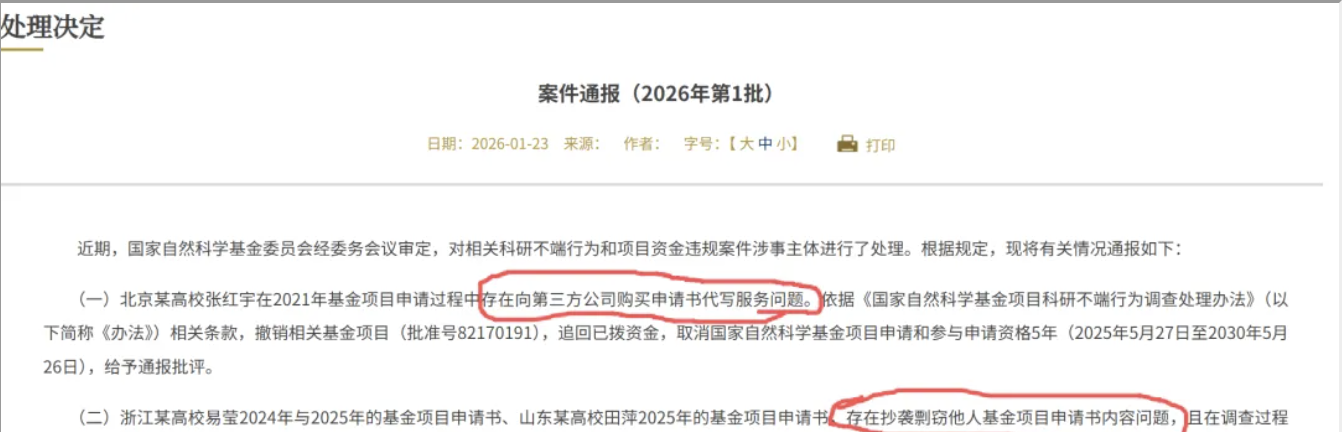 处理决定
案件通报（2026年第1批）
日期：2026-01-23 来源： 作者： 字号：【大 中 小】 打印
近期，国家自然科学基金委员会经委务会议审定，对相关科研不端行为和项目资金违规案件涉事主体进行了处理。根据规定，现将有关情况通报如下：
（一）北京某高校张红宇在2021年基金项目申请过程中存在向第三方公司购买申请书代写服务问题。依据《国家自然科学基金项目科研不端行为调查处理办法》（以
下简称《办法》）相关条款，撤销相关基金项目（批准号82170191），追回已拨资金，取消国家自然科学基金项目申请和参与申请资格5年（2025年5月27日至2030年5月
26日），给予通报批评。
（二）浙江某高校易莹2024年与2025年的基金项目申请书、山东某高校田萍2025年的基金项目申请书，存在抄袭剽窃他人基金项目申请书内容问题，且在调查过程